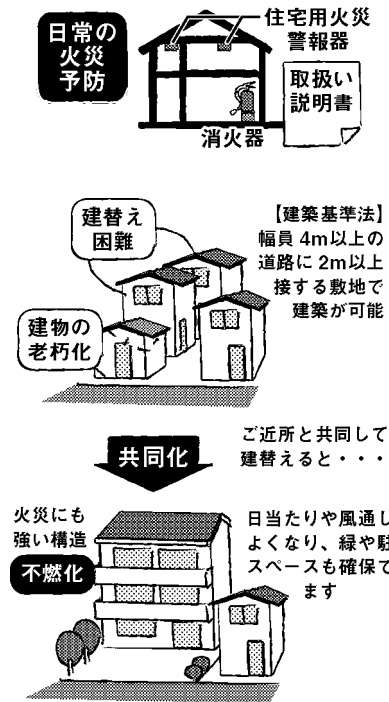 日常の
火災
予防
住宅用火災
警報器
取扱い
説明書
消火器
建替え
困難
【建築基準法】
幅員4m以上の
道路に2m以上
接する敷地で
建築が可能
建物の
老朽化
共同化
ご近所と共同して
建替えると・・・
火災にも
強い構造
不燃化
日当たりや風通し
よくなり、緑や駐
スペースも確保で
ます